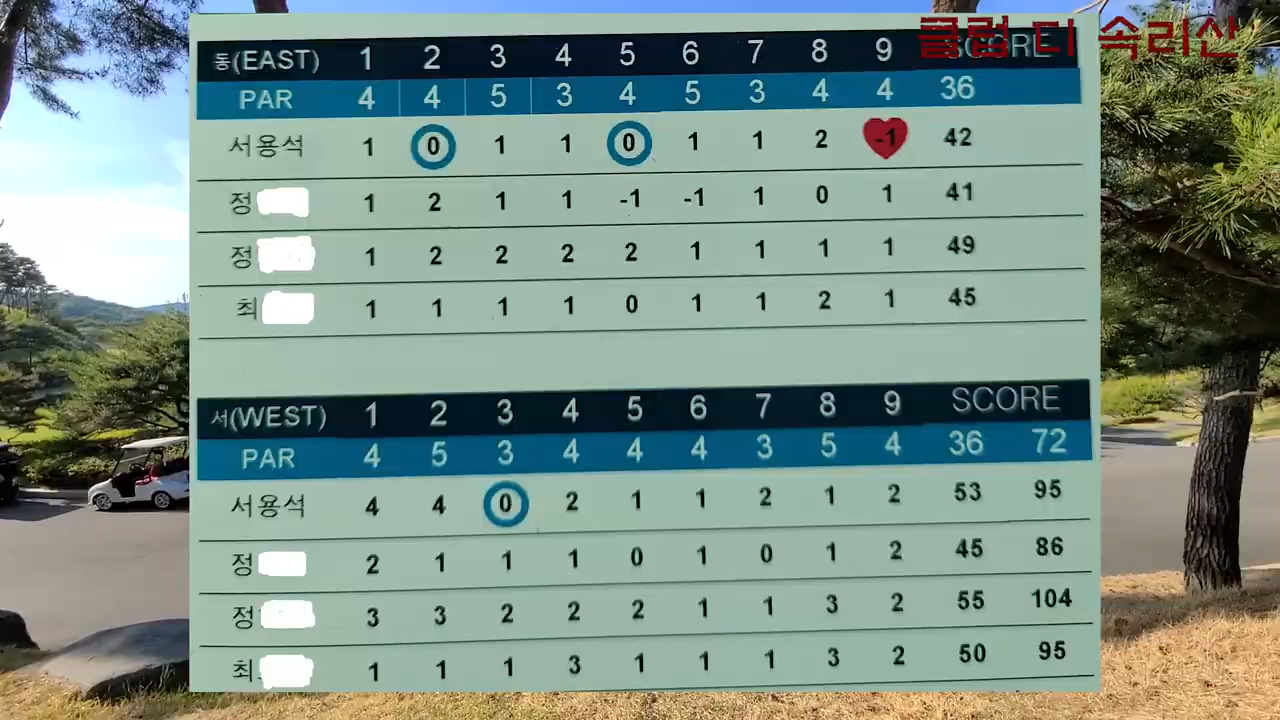 클럽 디 속리산
동(EAST) 1 2 3 4 5 6 7 8 9 SCORE
PAR 4 4 5 3 4 5 3 4 4 36
서용석 1 0 1 1 0 1 1 2 -1 42
정 1 2 1 1 -1 -1 1 0 1 41
정 1 2 2 2 2 1 1 1 1 49
최 1 1 1 1 0 1 1 2 1 45
서(WEST) 1 2 3 4 5 6 7 8 9 SCORE
PAR 4 5 3 4 4 4 3 5 4 36 72
서용석 4 4 0 2 1 1 2 1 2 53 95
정 2 1 1 1 0 1 0 1 2 45 86
정 3 3 2 2 2 1 1 3 2 55 104
최 1 1 1 3 1 1 1 3 2 50 95